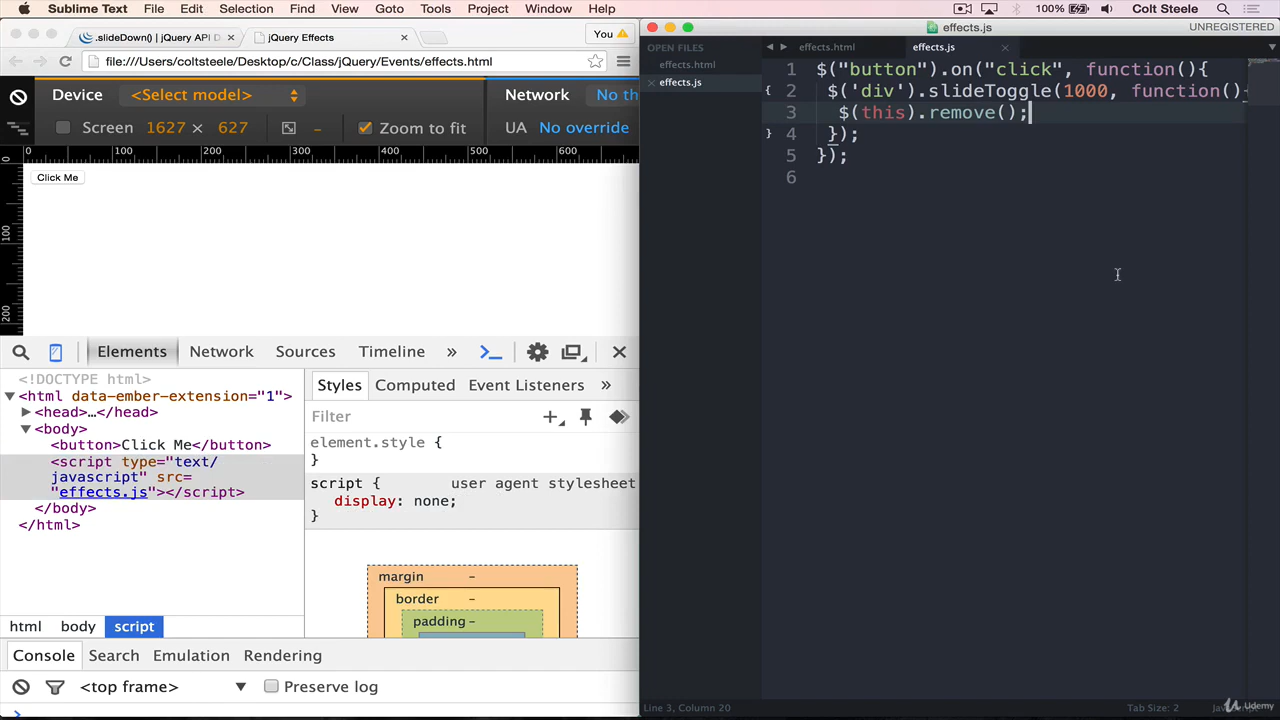 Sublime Text File Edit Selection Find View Goto Tools Project Window Help 100% Colt Steele
.slideDown() | jQuery API D
jQuery Effects
You
file:///Users/coltsteele/Desktop/c/Class/jQuery/Events/effects.html
Device <Select model> Network No th
Screen 1627 × 627 – Zoom to fit UA No override
0 100 200 300 400 500 600
0
100
200
Click Me
Elements Network Sources Timeline »
<!DOCTYPE html>
<html data-ember-extension="1">
<head>…</head>
<body>
<button>Click Me</button>
<script type="text/
javascript" src=
"effects.js"></script>
</body>
</html>
html body script
Styles Computed Event Listeners »
Filter
element.style {
}
script { user agent stylesheet
display: none;
}
margin –
border –
padding –
Console Search Emulation Rendering
<top frame> Preserve log
effects.js UNREGISTERED
OPEN FILES
effects.html
effects.js
effects.html effects.js
1 $("button").on("click", function(){
2 $('div').slideToggle(1000, function(){
3 $(this).remove();
4 });
5 });
6
Line 3, Column 20 Tab Size: 2
Udemy